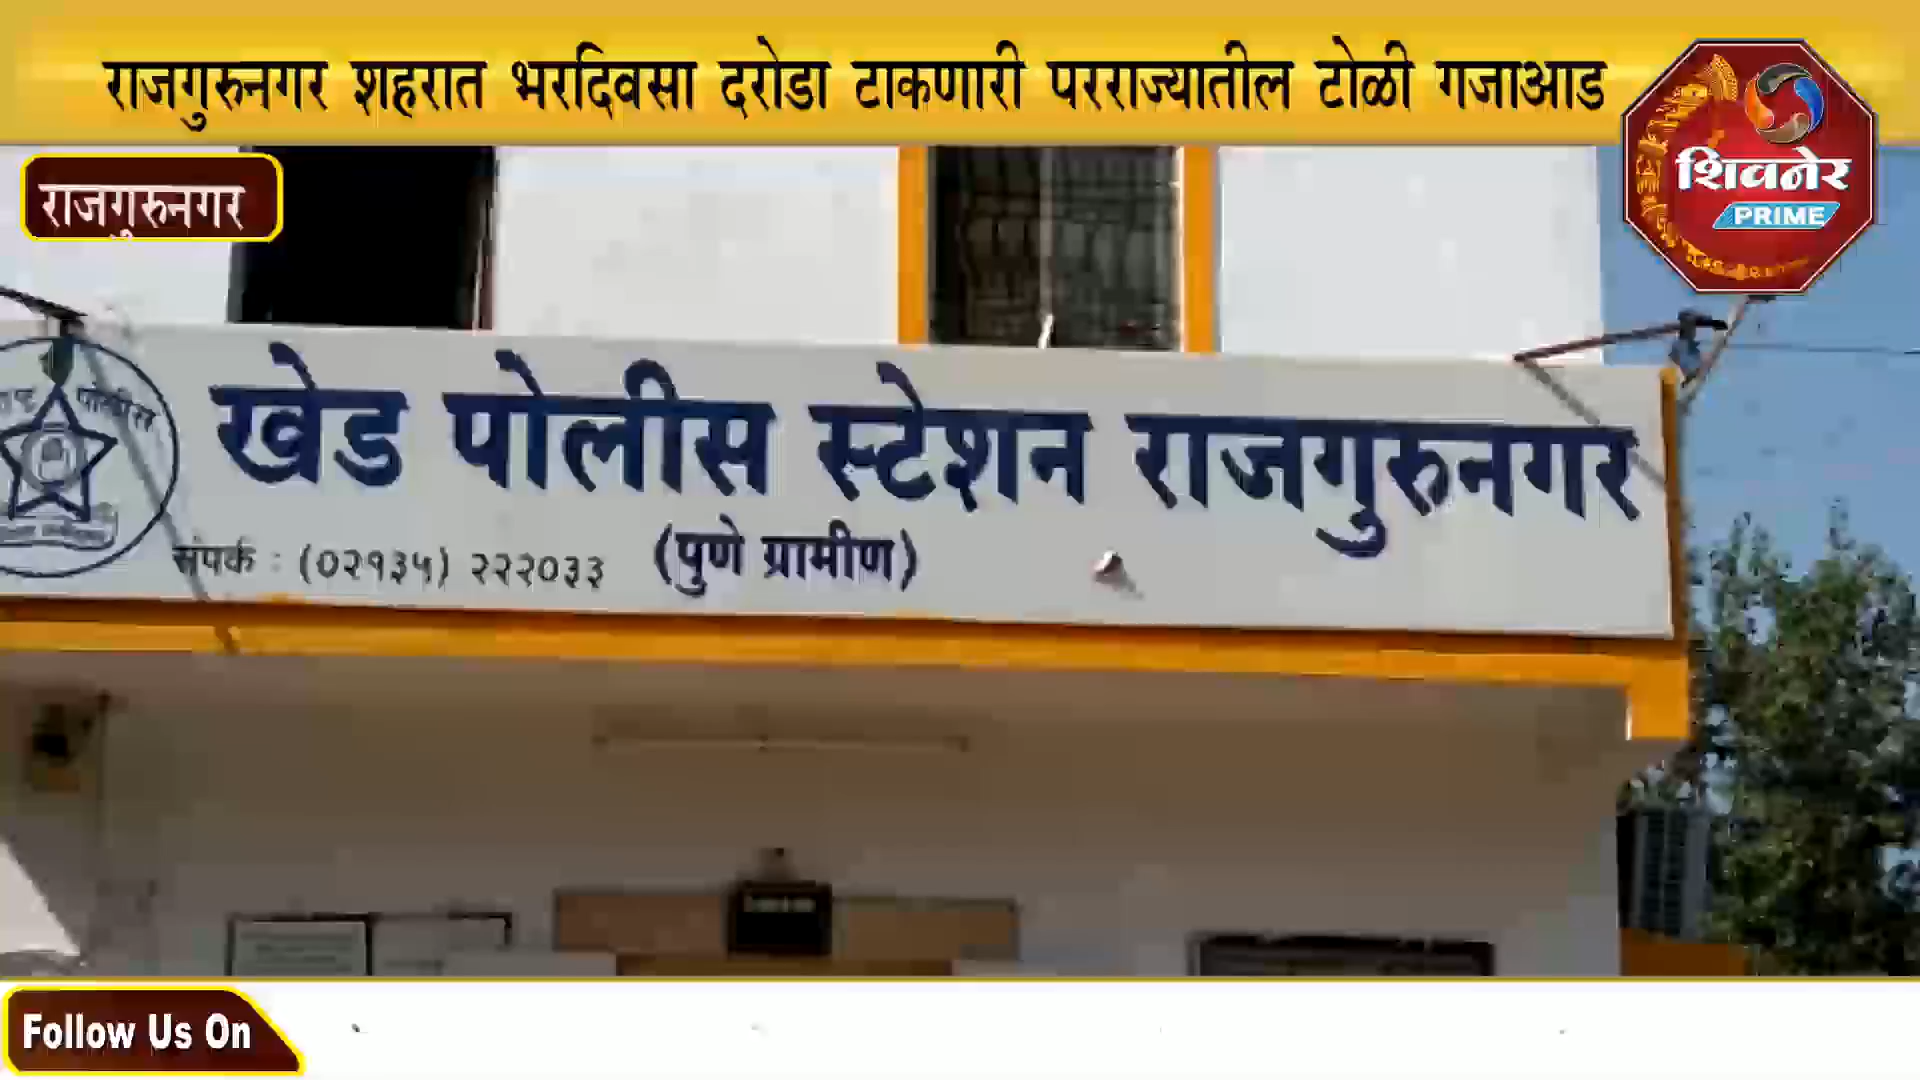 राजगुरुनगर शहरात भरदिवसा दरोडा टाकणारी परराज्यातील टोळी गजाआड
शिवनेर
PRIME
राजगुरुनगर
खेड पोलीस स्टेशन राजगुरुनगर
(पुणे ग्रामीण)
संपर्क : (०२१३५) २२२०३३
Follow Us On